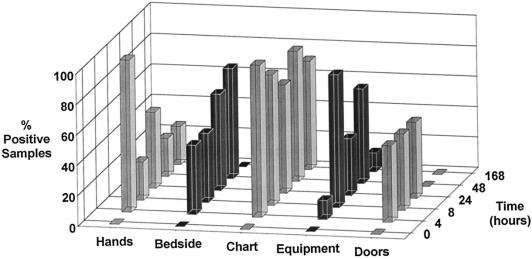 100
80
%
Positive
Samples
60
40
20
0
168
48
24
8
4
0
Time
(hours)
Hands
Bedside
Chart
Equipment
Doors